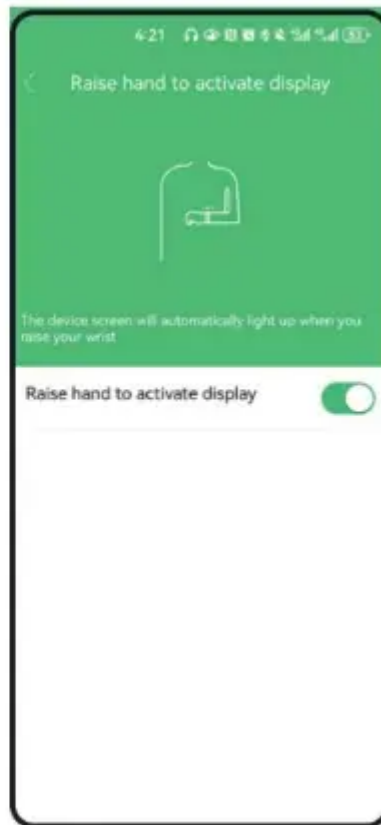 4:21
Raise hand to activate display
The device screen will automatically light up when you
raise your wrist
Raise hand to activate display